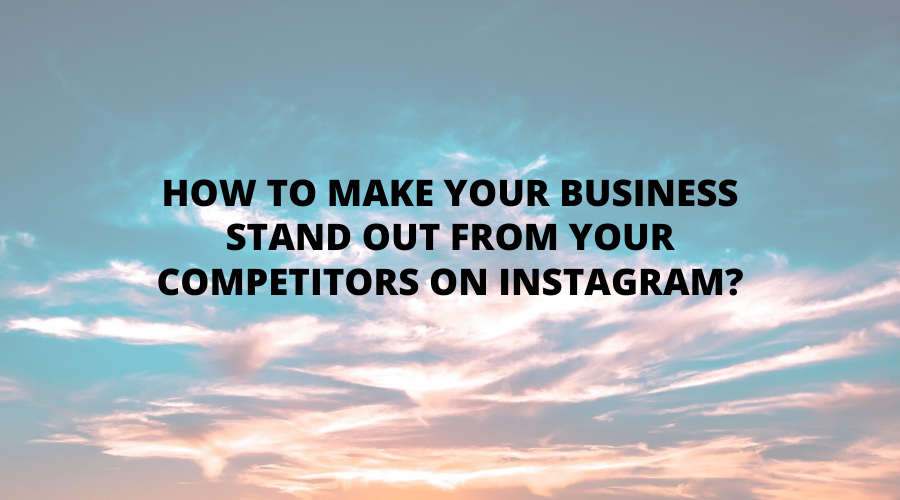 HOW TO MAKE YOUR BUSINESS
STAND OUT FROM YOUR
COMPETITORS ON INSTAGRAM?